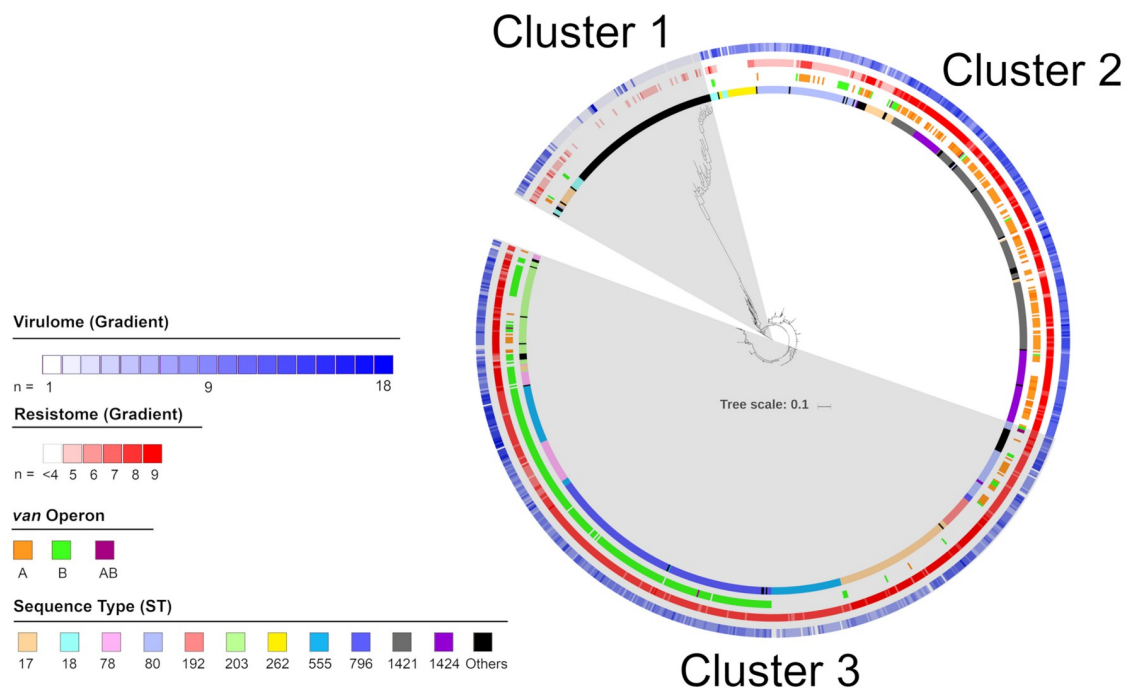 Cluster 1
Cluster 2
Virulome (Gradient)
n = 1 9 18
Resistome (Gradient)
n = <4 5 6 7 8 9
van Operon
A B AB
Sequence Type (ST)
17 18 78 80 192 203 262 555 796 1421 1424 Others
Tree scale: 0.1
Cluster 3